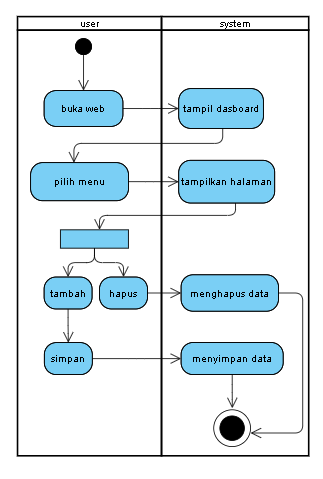 user
system
buka web
tampil dasboard
pilih menu
tampilkan halaman
tambah
hapus
menghapus data
simpan
menyimpan data